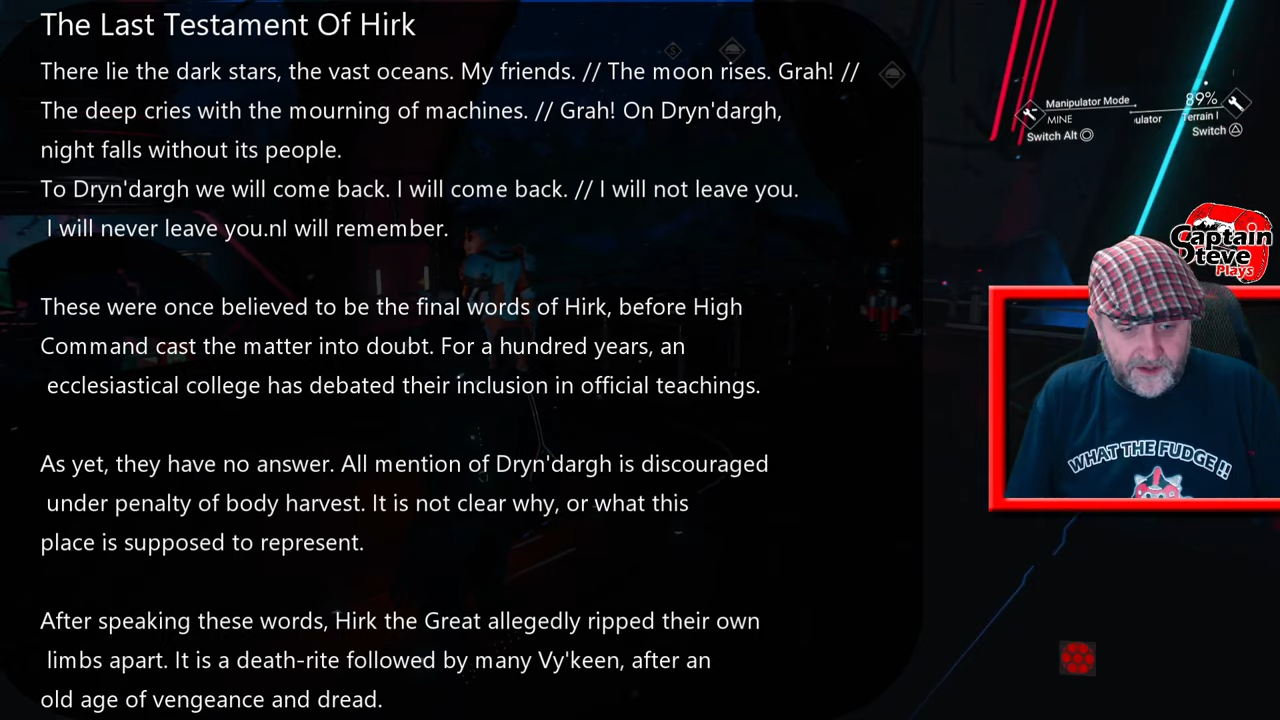 The Last Testament Of Hirk
There lie the dark stars, the vast oceans. My friends. // The moon rises. Grah! //
The deep cries with the mourning of machines. // Grah! On Dryn'dargh,
night falls without its people.
To Dryn'dargh we will come back. I will come back. // I will not leave you.
I will never leave you.nl will remember.
These were once believed to be the final words of Hirk, before High
Command cast the matter into doubt. For a hundred years, an
ecclesiastical college has debated their inclusion in official teachings.
As yet, they have no answer. All mention of Dryn'dargh is discouraged
under penalty of body harvest. It is not clear why, or what this
place is supposed to represent.
After speaking these words, Hirk the Great allegedly ripped their own
limbs apart. It is a death-rite followed by many Vy'keen, after an
old age of vengeance and dread.
Manipulator Mode
MINE
Switch Alt
89%
ulator
Terrain
Switch
Captain
Steve
Plays
WHAT THE FUDGE !!